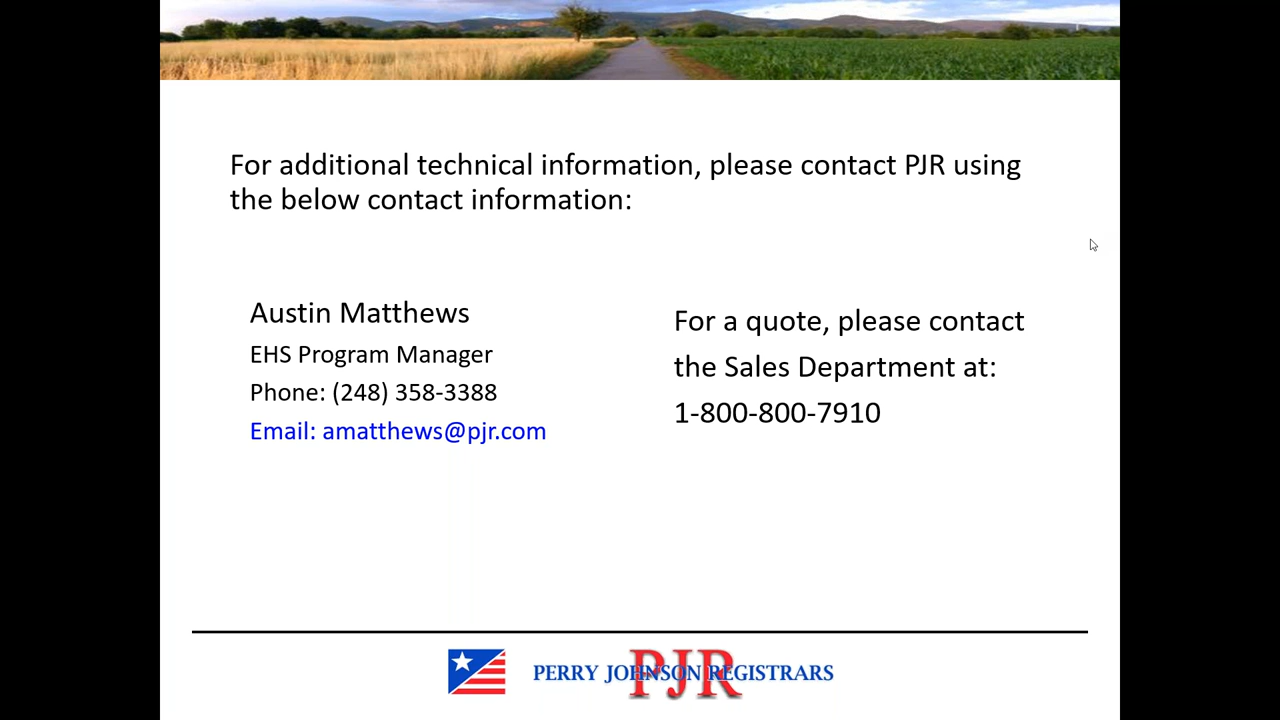 For additional technical information, please contact PJR using
the below contact information:
Austin Matthews
EHS Program Manager
Phone: (248) 358-3388
Email: amatthews@pjr.com
For a quote, please contact
the Sales Department at:
1-800-800-7910
PJR
PERRY JOHNSON REGISTRARS